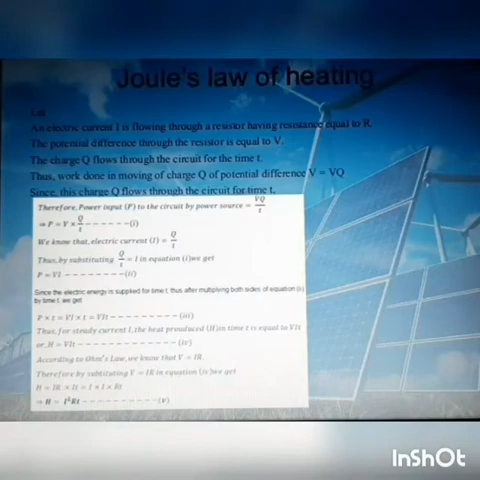 Joule's law of heating
Let
An electric current I is flowing through a resistor having resistance equal to R.
The potential difference through the resistor is equal to V.
The charge Q flows through the circuit for the time t.
Thus, work done in moving of charge Q of potential difference V = VQ
Since, this charge Q flows through the circuit for time t.
Therefore, Power input (P) to the circuit by power source = VQ/t
⇒ P = V × Q/t - - - - - - (i)
We know that, electric current (I) = Q/t
Thus, by substituting Q/t = I in equation (i)we get
P = VI - - - - - - - - (ii)
Since the electric energy is supplied for time t, thus after multiplying both sides of equation (ii)
by time t, we get
P × t = VI × t = VIt - - - - - - - - - - (iii)
Thus, for steady current I, the heat prouduced (H)in time t is equal to VIt
or, H = VIt - - - - - - - - - - - - - - (iv)
According to Ohm's Law, we know that V = IR.
Therefore by subtituting V = IR in equation (iv)we get
H = IR × It = I × I × Rt
⇒ H = I²Rt - - - - - - - - - - (v)
InShOt